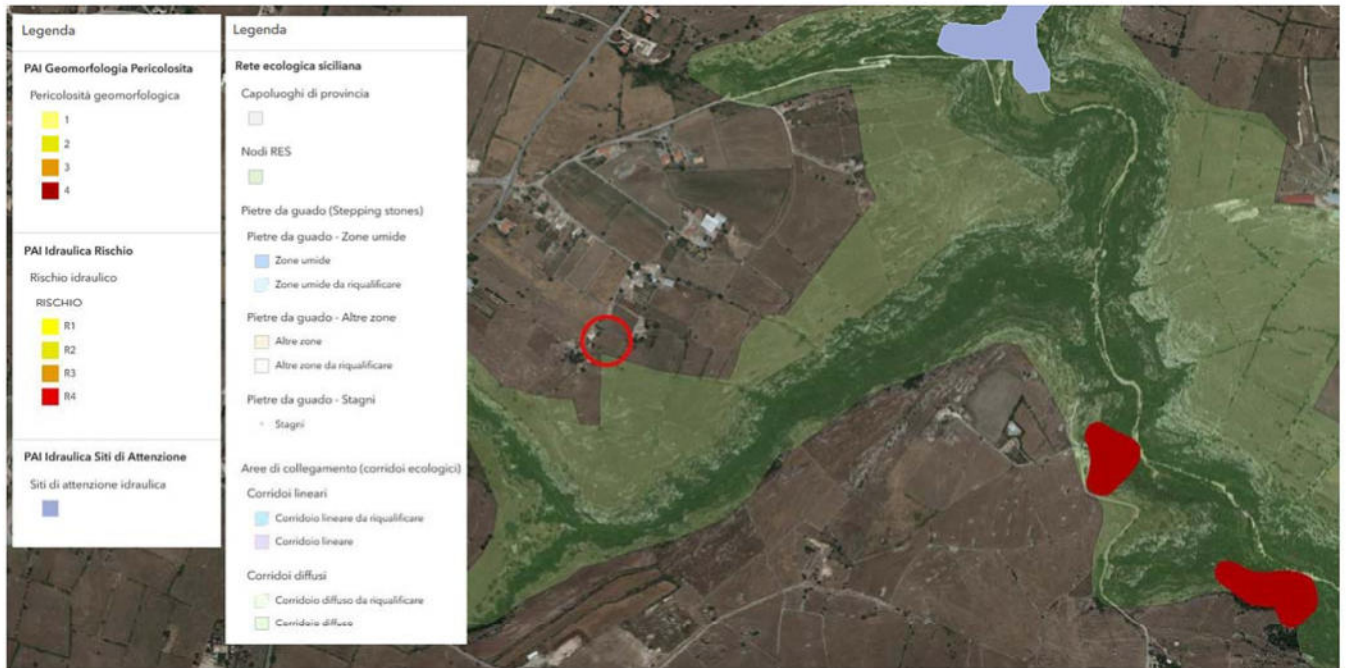 Legenda
PAI Geomorfologia Pericolosita
Pericolosità geomorfologica
1
2
3
4
PAI Idraulica Rischio
Rischio idraulico
RISCHIO
R1
R2
R3
R4
PAI Idraulica Siti di Attenzione
Siti di attenzione idraulica
Legenda
Rete ecologica siciliana
Capoluoghi di provincia
Nodi RES
Pietre da guado (Stepping stones)
Pietre da guado - Zone umide
Zone umide
Zone umide da riqualificare
Pietre da guado - Altre zone
Altre zone
Altre zone da riqualificare
Pietre da guado - Stagni
Stagni
Aree di collegamento (corridoi ecologici)
Corridoi lineari
Corridoio lineare da riqualificare
Corridoio lineare
Corridoi diffusi
Corridoio diffuso da riqualificare
Corridoio diffuso